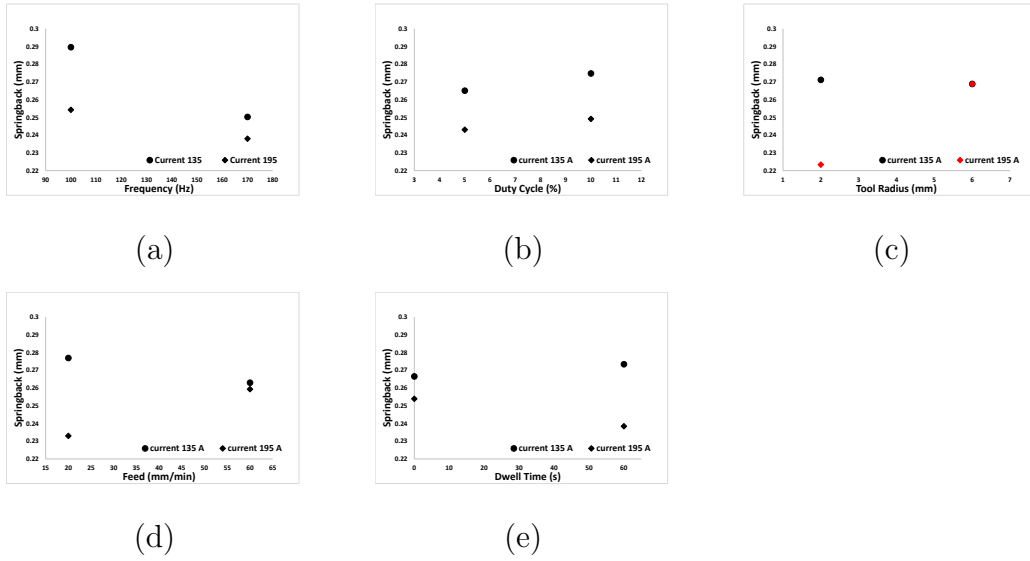 0.3
0.29
0.28
0.27
0.26
0.25
0.24
0.23
0.22
Springback (mm)
Current 135 Current 195
90 100 110 120 130 140 150 160 170 180
Frequency (Hz)
(a)
0.3
0.29
0.28
0.27
0.26
0.25
0.24
0.23
0.22
Springback (mm)
current 135 A current 195 A
3 4 5 6 7 8 9 10 11 12
Duty Cycle (%)
(b)
0.3
0.29
0.28
0.27
0.26
0.25
0.24
0.23
0.22
Springback (mm)
current 135 A current 195 A
1 2 3 4 5 6 7
Tool Radius (mm)
(c)
0.3
0.29
0.28
0.27
0.26
0.25
0.24
0.23
0.22
Springback (mm)
current 135 A current 195 A
15 20 25 30 35 40 45 50 55 60 65
Feed (mm/min)
(d)
0.3
0.29
0.28
0.27
0.26
0.25
0.24
0.23
0.22
Springback (mm)
current 135 A current 195 A
0 10 20 30 40 50 60
Dwell Time (s)
(e)